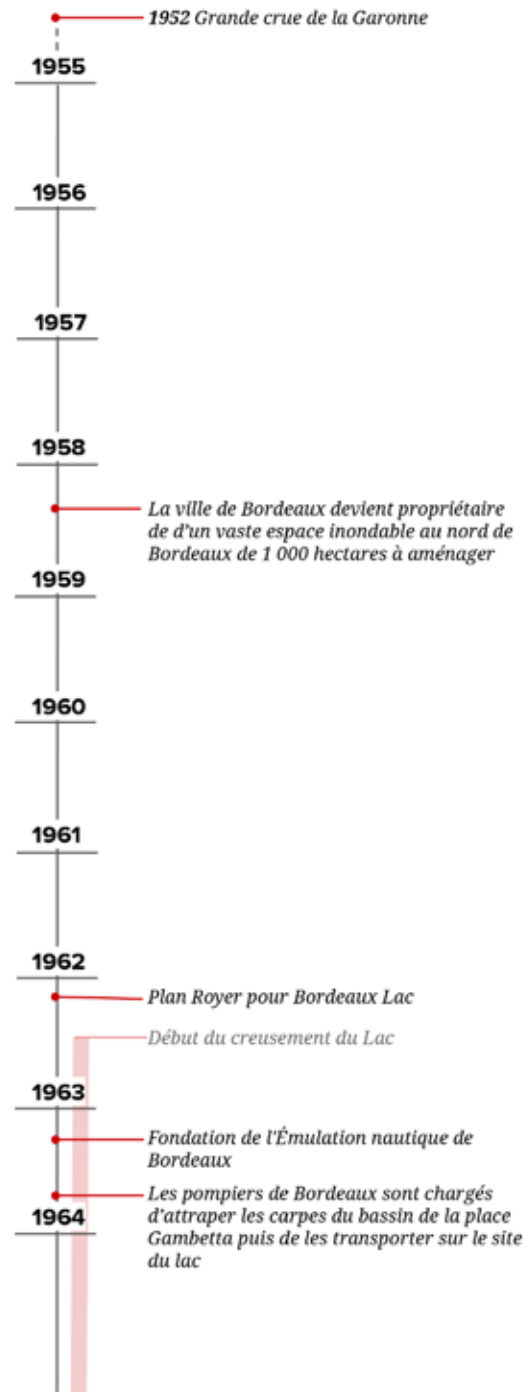 1952 Grande crue de la Garonne
1955
1956
1957
1958
La ville de Bordeaux devient propriétaire
de d'un vaste espace inondable au nord de
Bordeaux de 1 000 hectares à aménager
1959
1960
1961
1962
Plan Royer pour Bordeaux Lac
Début du creusement du Lac
1963
Fondation de l'Émulation nautique de
Bordeaux
Les pompiers de Bordeaux sont chargés
d'attraper les carpes du bassin de la place
Gambetta puis de les transporter sur le site
du lac
1964